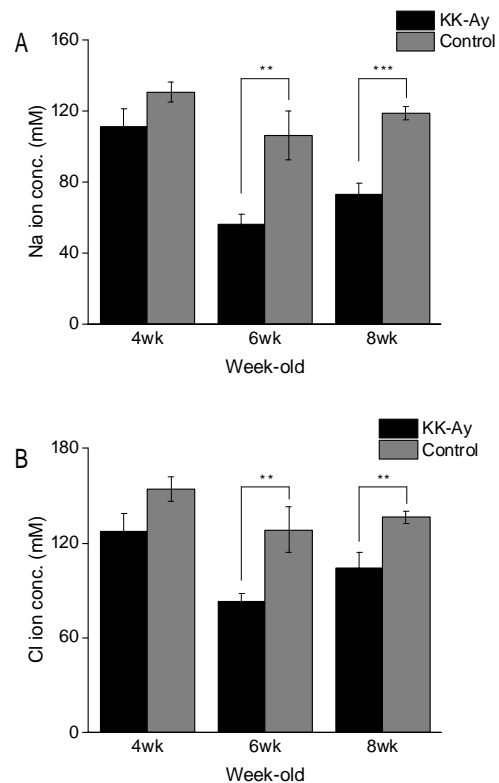 KK-Ay
Control
A
160
120
80
40
0
Na ion conc. (mM)
**
***
4wk
6wk
8wk
Week-old
KK-Ay
Control
B
180
120
60
0
Cl ion conc. (mM)
**
**
4wk
6wk
8wk
Week-old